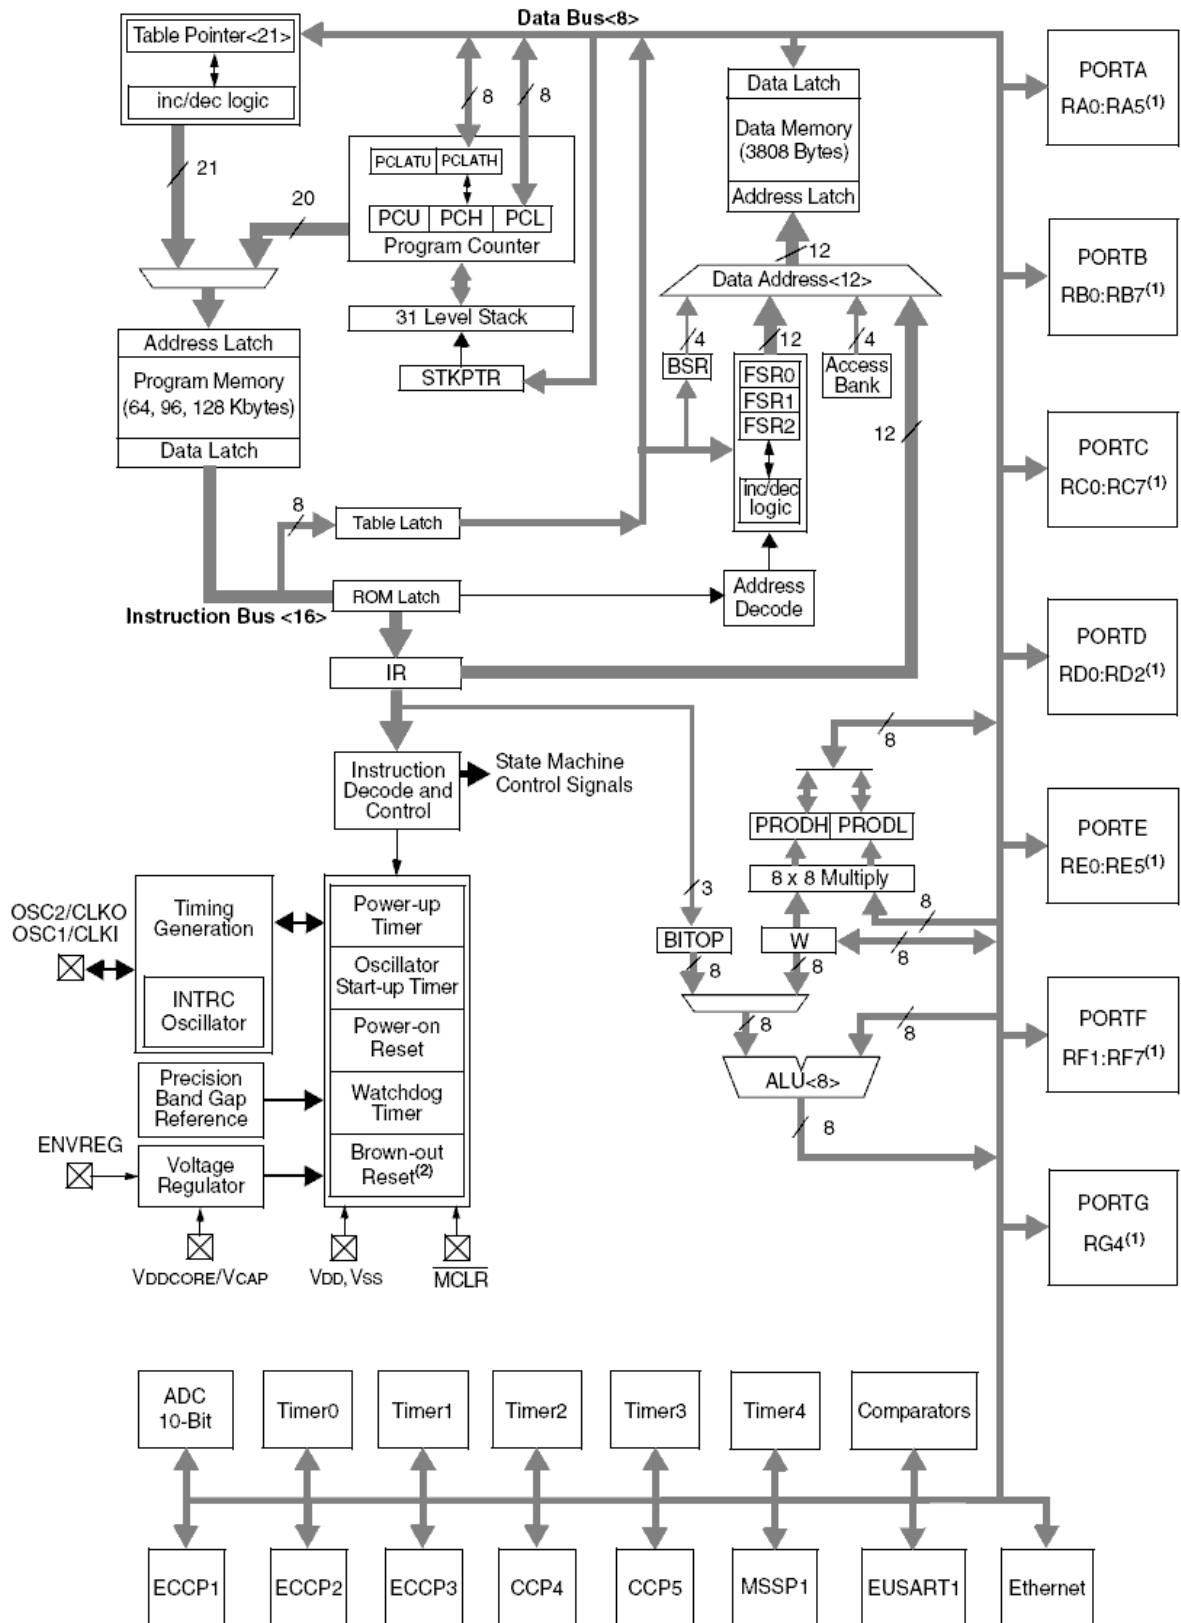 Data Bus<8>
Table Pointer<21>
inc/dec logic
21
20
8
8
PCLATU
PCLATH
PCU
PCH
PCL
Program Counter
31 Level Stack
STKPTR
Data Latch
Data Memory
(3808 Bytes)
Address Latch
12
Data Address<12>
4
12
4
BSR
FSR0
FSR1
FSR2
inc/dec
logic
Access
Bank
12
Address Latch
Program Memory
(64, 96, 128 Kbytes)
Data Latch
8
Table Latch
ROM Latch
Instruction Bus <16>
Address
Decode
IR
Instruction
Decode and
Control
State Machine
Control Signals
8
PRODH
PRODL
8 x 8 Multiply
3
8
BITOP
W
8
8
8
8
8
ALU<8>
8
OSC2/CLKO
OSC1/CLKI
Timing
Generation
INTRC
Oscillator
Power-up
Timer
Oscillator
Start-up Timer
Power-on
Reset
Watchdog
Timer
Brown-out
Reset(2)
Precision
Band Gap
Reference
ENVREG
Voltage
Regulator
VDDCORE/VCAP
VDD, VSS
MCLR
PORTA
RA0:RA5(1)
PORTB
RB0:RB7(1)
PORTC
RC0:RC7(1)
PORTD
RD0:RD2(1)
PORTE
RE0:RE5(1)
PORTF
RF1:RF7(1)
PORTG
RG4(1)
ADC
10-Bit
Timer0
Timer1
Timer2
Timer3
Timer4
Comparators
ECCP1
ECCP2
ECCP3
CCP4
CCP5
MSSP1
EUSART1
Ethernet